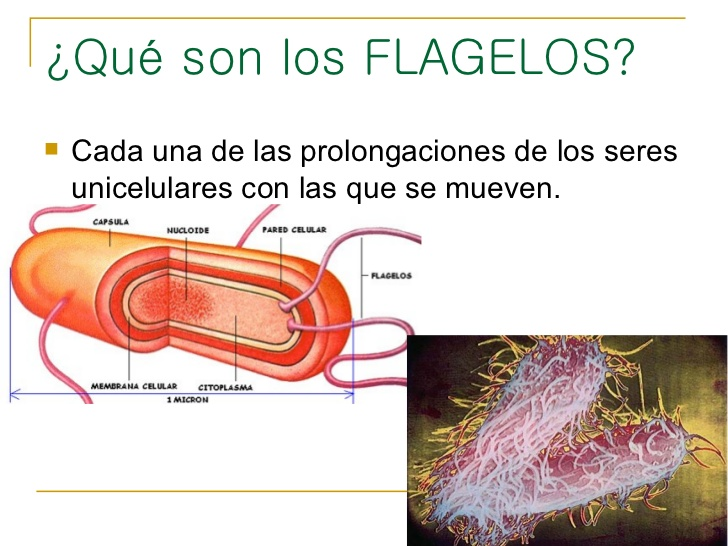 ¿Qué son los FLAGELOS?
Cada una de las prolongaciones de los seres
unicelulares con las que se mueven.
CAPSULA
NUCLOIDE
PARED CELULAR
FLAGELOS
MEMBRANA CELULAR
CITOPLASMA
1 MICRON